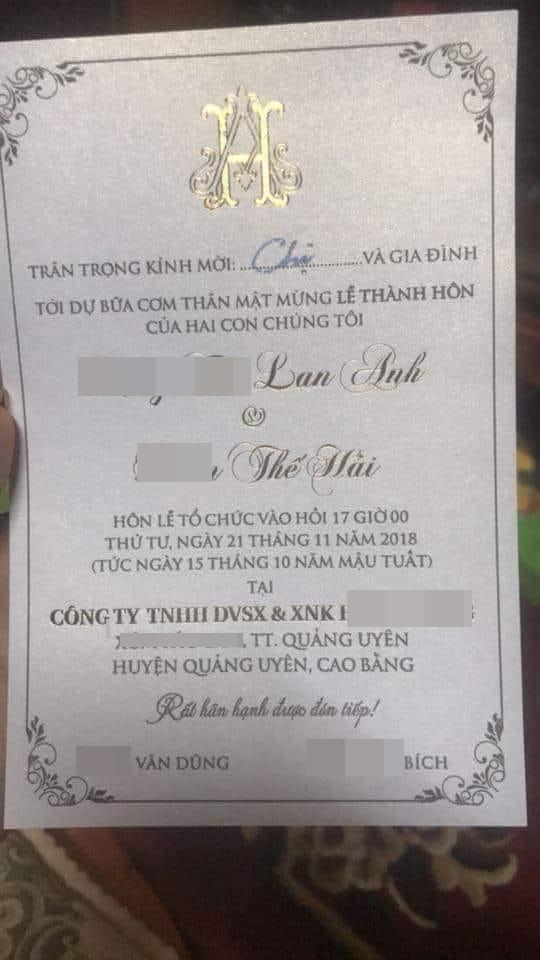 AH
TRÂN TRỌNG KÍNH MỜI: ...Chị...VÀ GIA ĐÌNH
TỚI DỰ BỮA CƠM THÂN MẬT MỪNG LỄ THÀNH HÔN
CỦA HAI CON CHÚNG TÔI
Lan Anh
Thế Hải
HÔN LỄ TỔ CHỨC VÀO HỒI 17 GIỜ 00
THỨ TƯ, NGÀY 21 THÁNG 11 NĂM 2018
(TỨC NGÀY 15 THÁNG 10 NĂM MẬU TUẤT)
TẠI
CÔNG TY TNHH DVSX & XNK
, TT. QUẢNG UYÊN
HUYỆN QUẢNG UYÊN, CAO BẰNG
Rất hân hạnh được đón tiếp!
VĂN DŨNG BÍCH